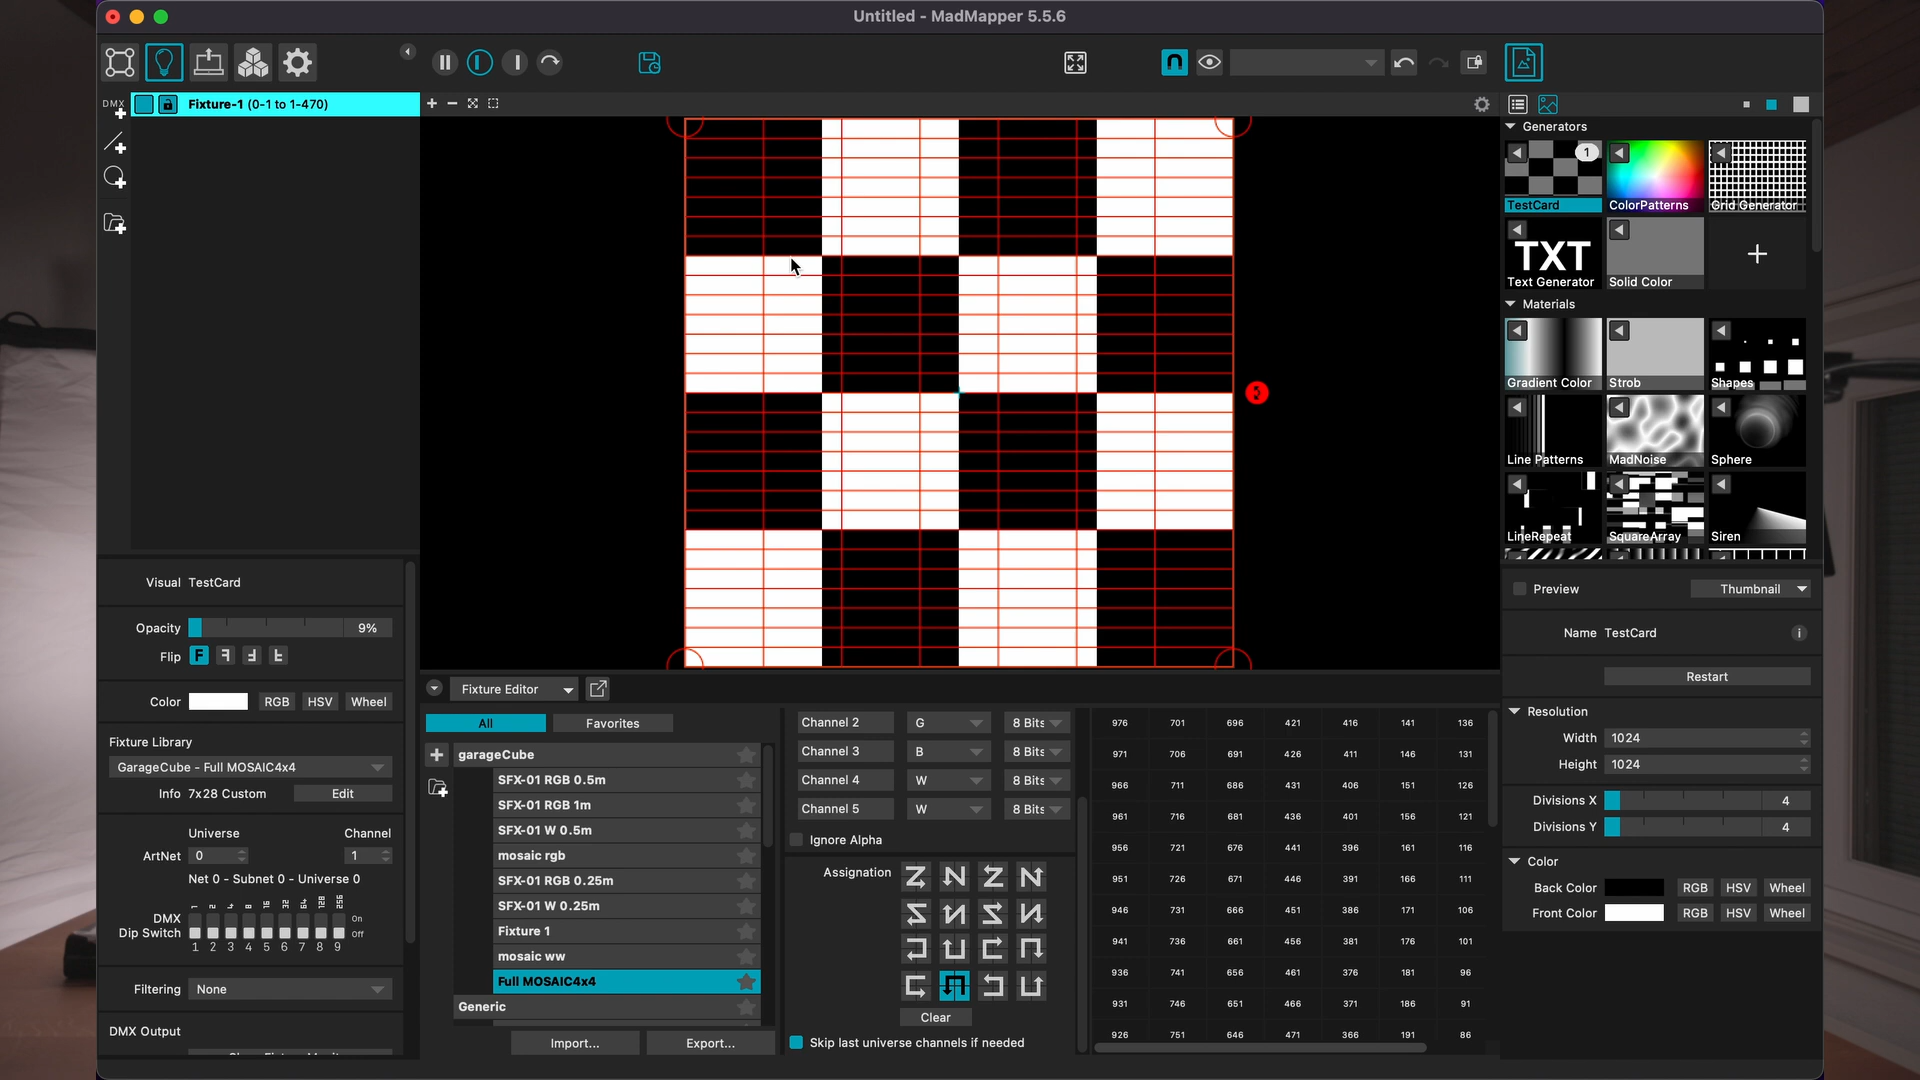 Untitled - MadMapper 5.5.6
DMX
Fixture-1 (0-1 to 1-470)
Generators
1
TestCard
ColorPatterns
Grid Generator
TXT
Text Generator
Solid Color
Materials
Gradient Color
Strob
Shapes
Line Patterns
MadNoise
Sphere
LineRepeat
SquareArray
Siren
Visual TestCard
Opacity 9%
Flip F
Color RGB HSV Wheel
Fixture Library
GarageCube - Full MOSAIC4x4
Info 7x28 Custom Edit
Universe Channel
ArtNet 0 1
Net 0 - Subnet 0 - Universe 0
1 2 4 8 16 32 64 128 256
DMX On
Dip Switch Off
1 2 3 4 5 6 7 8 9
Filtering None
DMX Output
Fixture Editor
All Favorites
garageCube
SFX-01 RGB 0.5m
SFX-01 RGB 1m
SFX-01 W 0.5m
mosaic rgb
SFX-01 RGB 0.25m
SFX-01 W 0.25m
Fixture 1
mosaic ww
Full MOSAIC4x4
Generic
Import... Export...
Channel 2 G 8 Bits
Channel 3 B 8 Bits
Channel 4 W 8 Bits
Channel 5 W 8 Bits
Ignore Alpha
Assignation
Clear
Skip last universe channels if needed
976 701 696 421 416 141 136
971 706 691 426 411 146 131
966 711 686 431 406 151 126
961 716 681 436 401 156 121
956 721 676 441 396 161 116
951 726 671 446 391 166 111
946 731 666 451 386 171 106
941 736 661 456 381 176 101
936 741 656 461 376 181 96
931 746 651 466 371 186 91
926 751 646 471 366 191 86
Preview Thumbnail
Name TestCard
Restart
Resolution
Width 1024
Height 1024
Divisions X 4
Divisions Y 4
Color
Back Color RGB HSV Wheel
Front Color RGB HSV Wheel